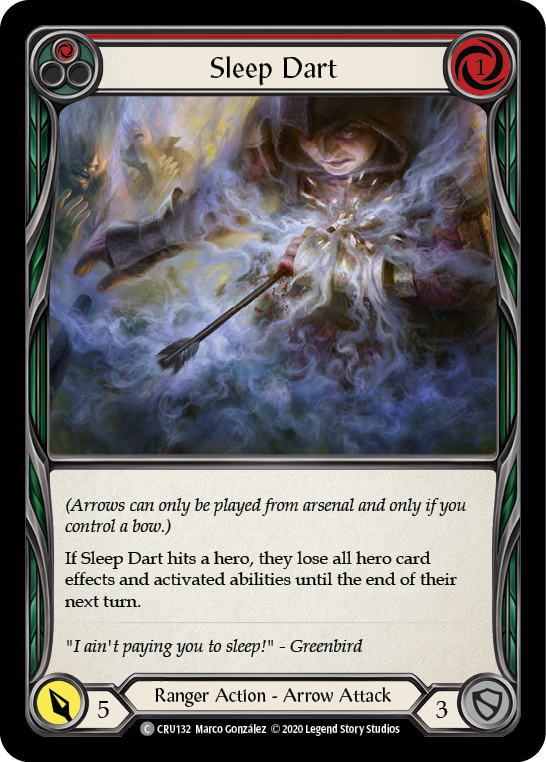 Sleep Dart
1
(Arrows can only be played from arsenal and only if you
control a bow.)
If Sleep Dart hits a hero, they lose all hero card
effects and activated abilities until the end of their
next turn.
"I ain't paying you to sleep!" - Greenbird
5
Ranger Action - Arrow Attack
3
C CRU132 Marco González © 2020 Legend Story Studios